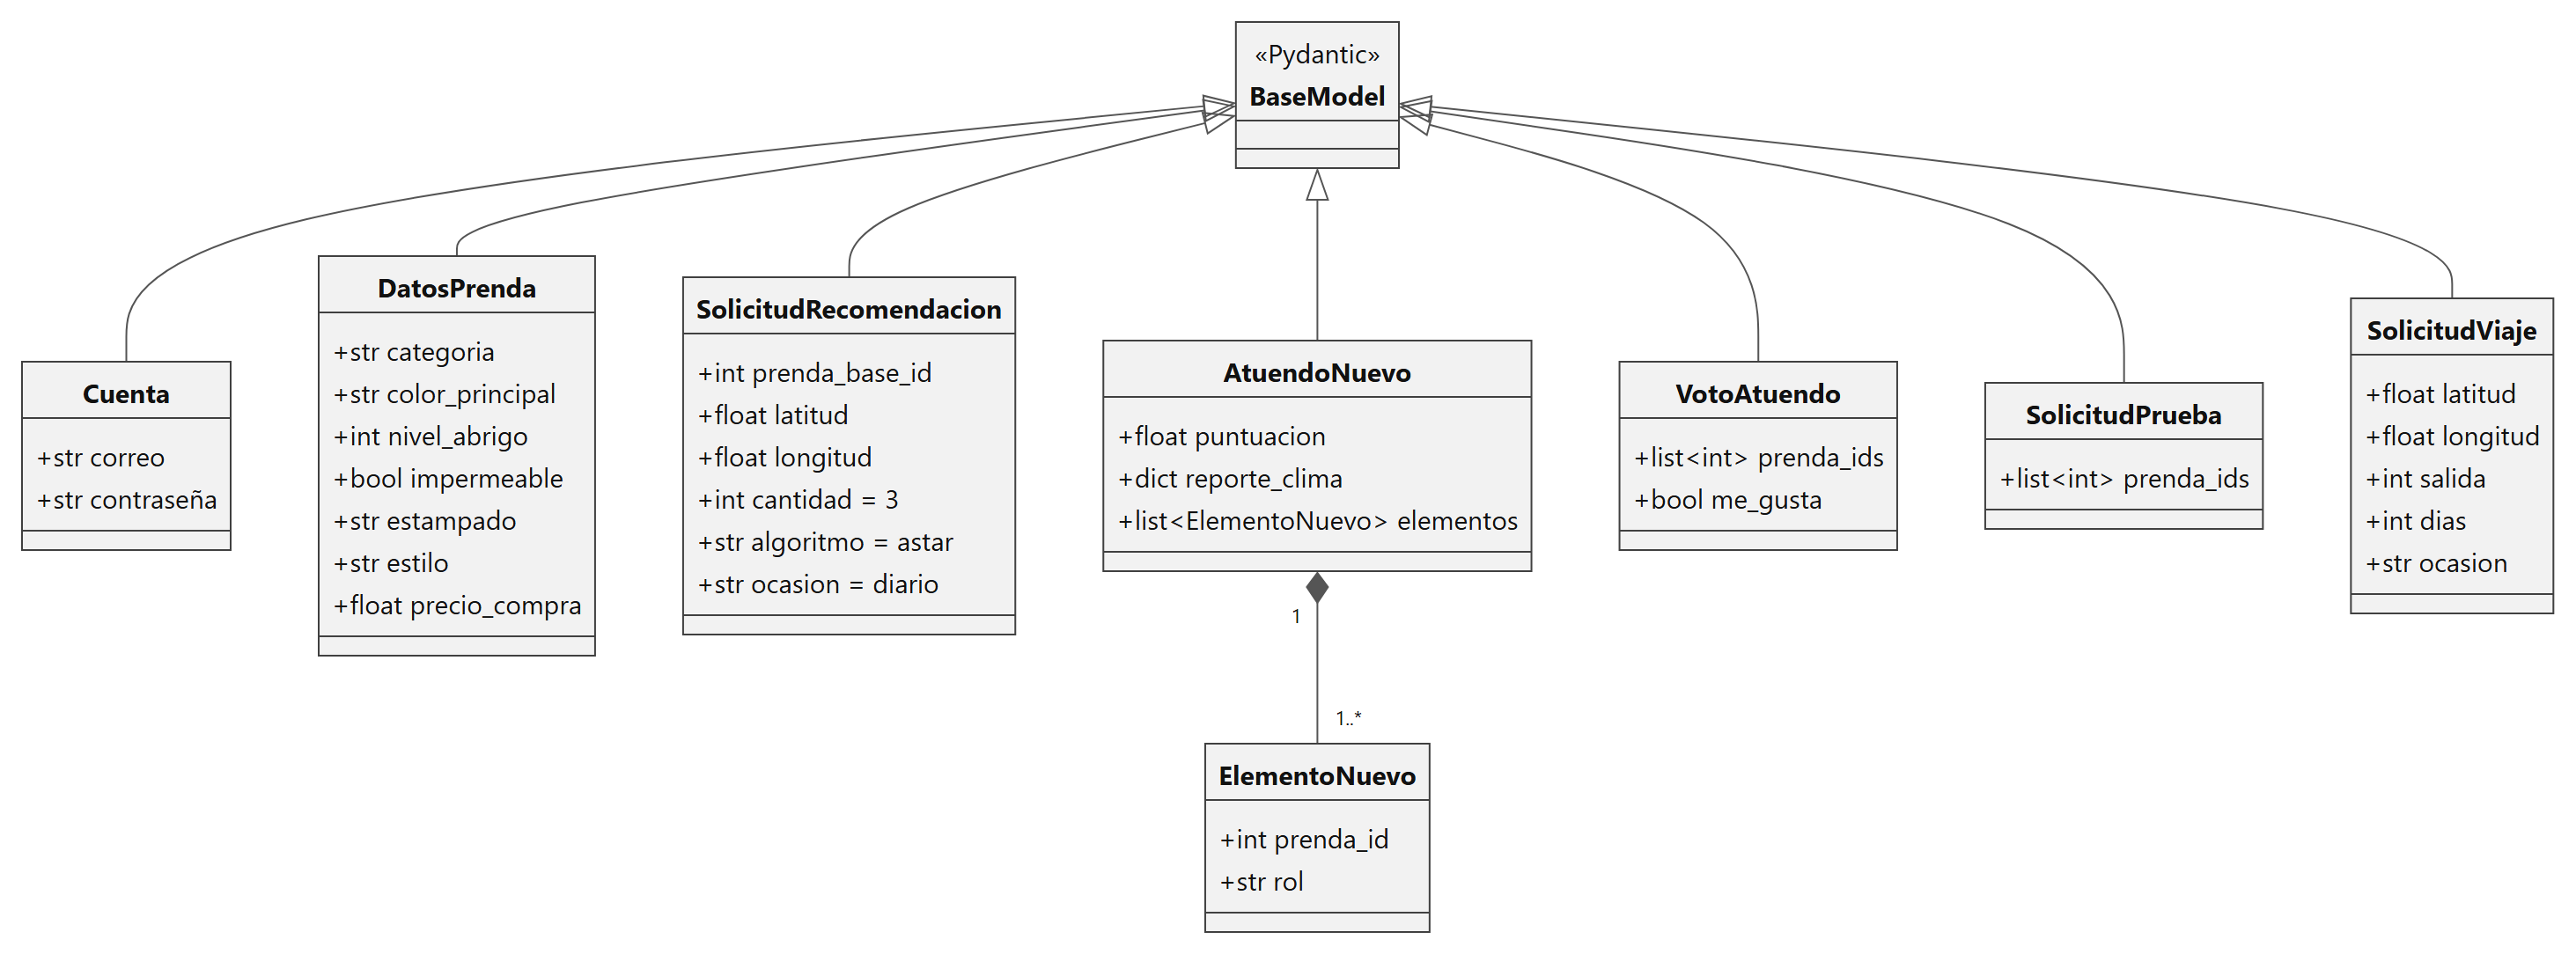 «Pydantic»
BaseModel
Cuenta
+str correo
+str contraseña
DatosPrenda
+str categoria
+str color_principal
+int nivel_abrigo
+bool impermeable
+str estampado
+str estilo
+float precio_compra
SolicitudRecomendacion
+int prenda_base_id
+float latitud
+float longitud
+int cantidad = 3
+str algoritmo = astar
+str ocasion = diario
AtuendoNuevo
+float puntuacion
+dict reporte_clima
+list<ElementoNuevo> elementos
VotoAtuendo
+list<int> prenda_ids
+bool me_gusta
SolicitudPrueba
+list<int> prenda_ids
SolicitudViaje
+float latitud
+float longitud
+int salida
+int dias
+str ocasion
1
1..*
ElementoNuevo
+int prenda_id
+str rol